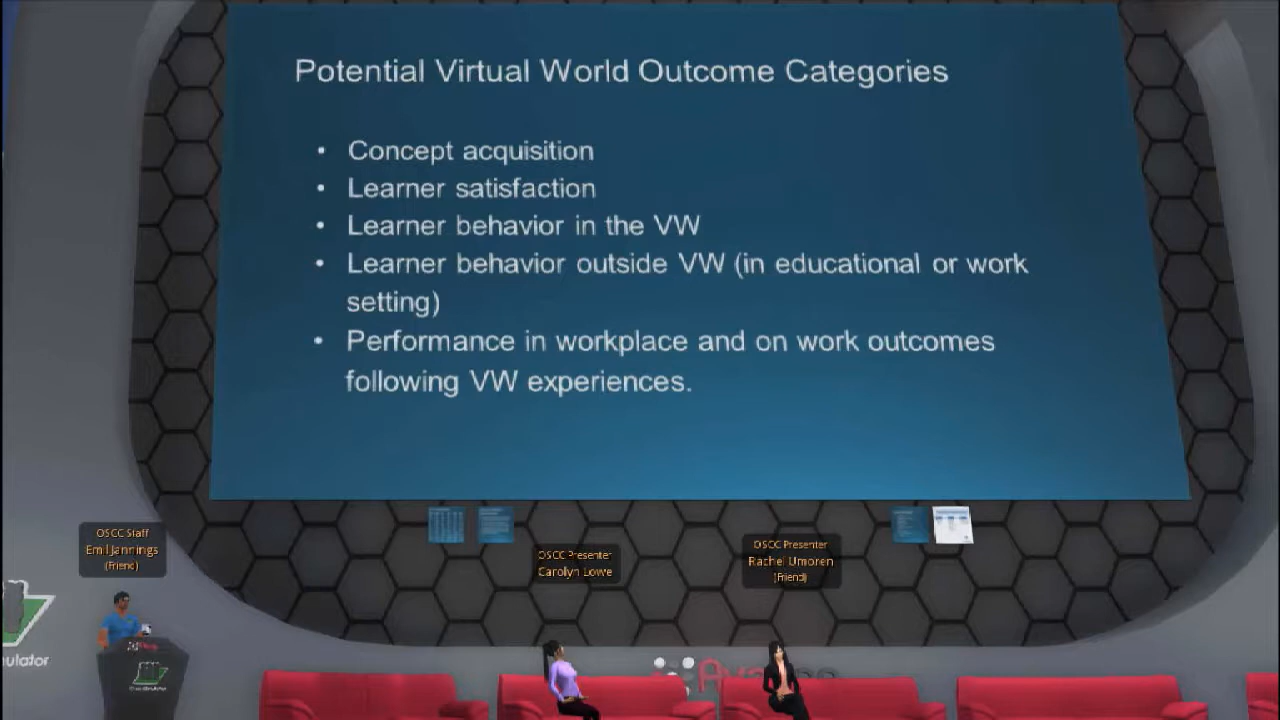 Potential Virtual World Outcome Categories
• Concept acquisition
• Learner satisfaction
• Learner behavior in the VW
• Learner behavior outside VW (in educational or work
setting)
• Performance in workplace and on work outcomes
following VW experiences.
OSCC Staff
Emil Jannings
(Friend)
OSCC Presenter
Carolyn Lowe
OSCC Presenter
Rachel Umoren
(Friend)